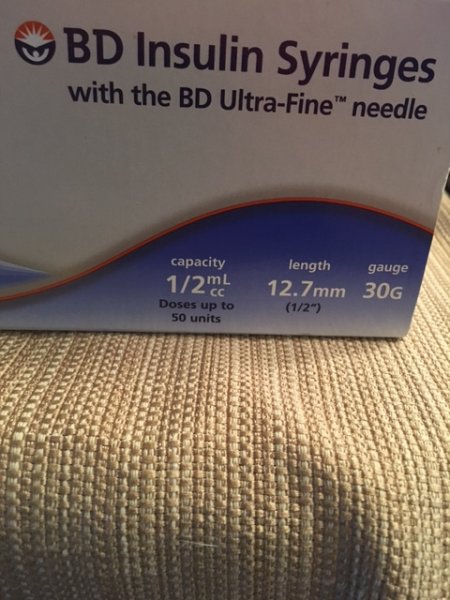 BD Insulin Syringes
with the BD Ultra-Fine™ needle
capacity
1/2 mL cc
Doses up to
50 units
length
12.7mm
(1/2")
gauge
30G